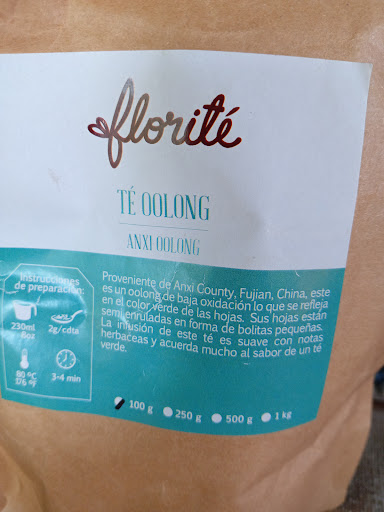 florité
TÉ OOLONG
ANXI OOLONG
Instrucciones
de preparación:
230ml
8oz
2g/cdta
80 ºC
176 ºF
3-4 min
Proveniente de Anxi County, Fujian, China, este
es un oolong de baja oxidación lo que se refleja
en el color verde de las hojas. Sus hojas están
semi enruladas en forma de bolitas pequeñas.
La infusión de este té es suave con notas
herbaceas y acuerda mucho al sabor de un té
verde.
100 g 250 g 500 g 1 kg